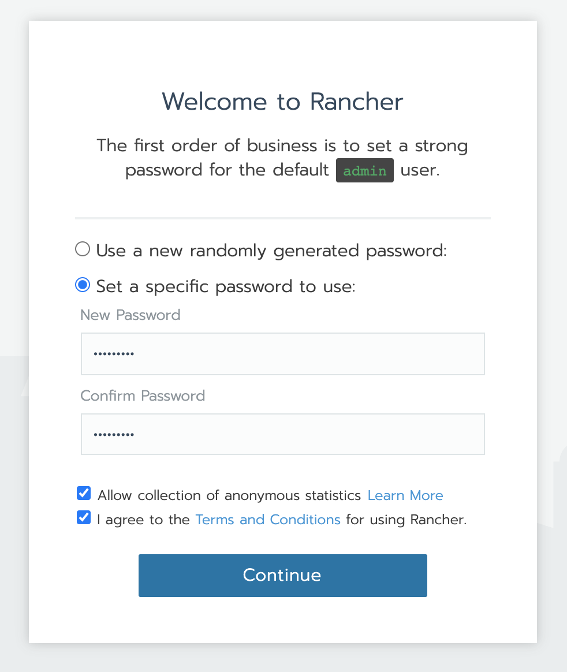 Welcome to Rancher
The first order of business is to set a strong
password for the default admin user.
Use a new randomly generated password:
Set a specific password to use:
New Password
•••••••••
Confirm Password
•••••••••
Allow collection of anonymous statistics Learn More
I agree to the Terms and Conditions for using Rancher.
Continue